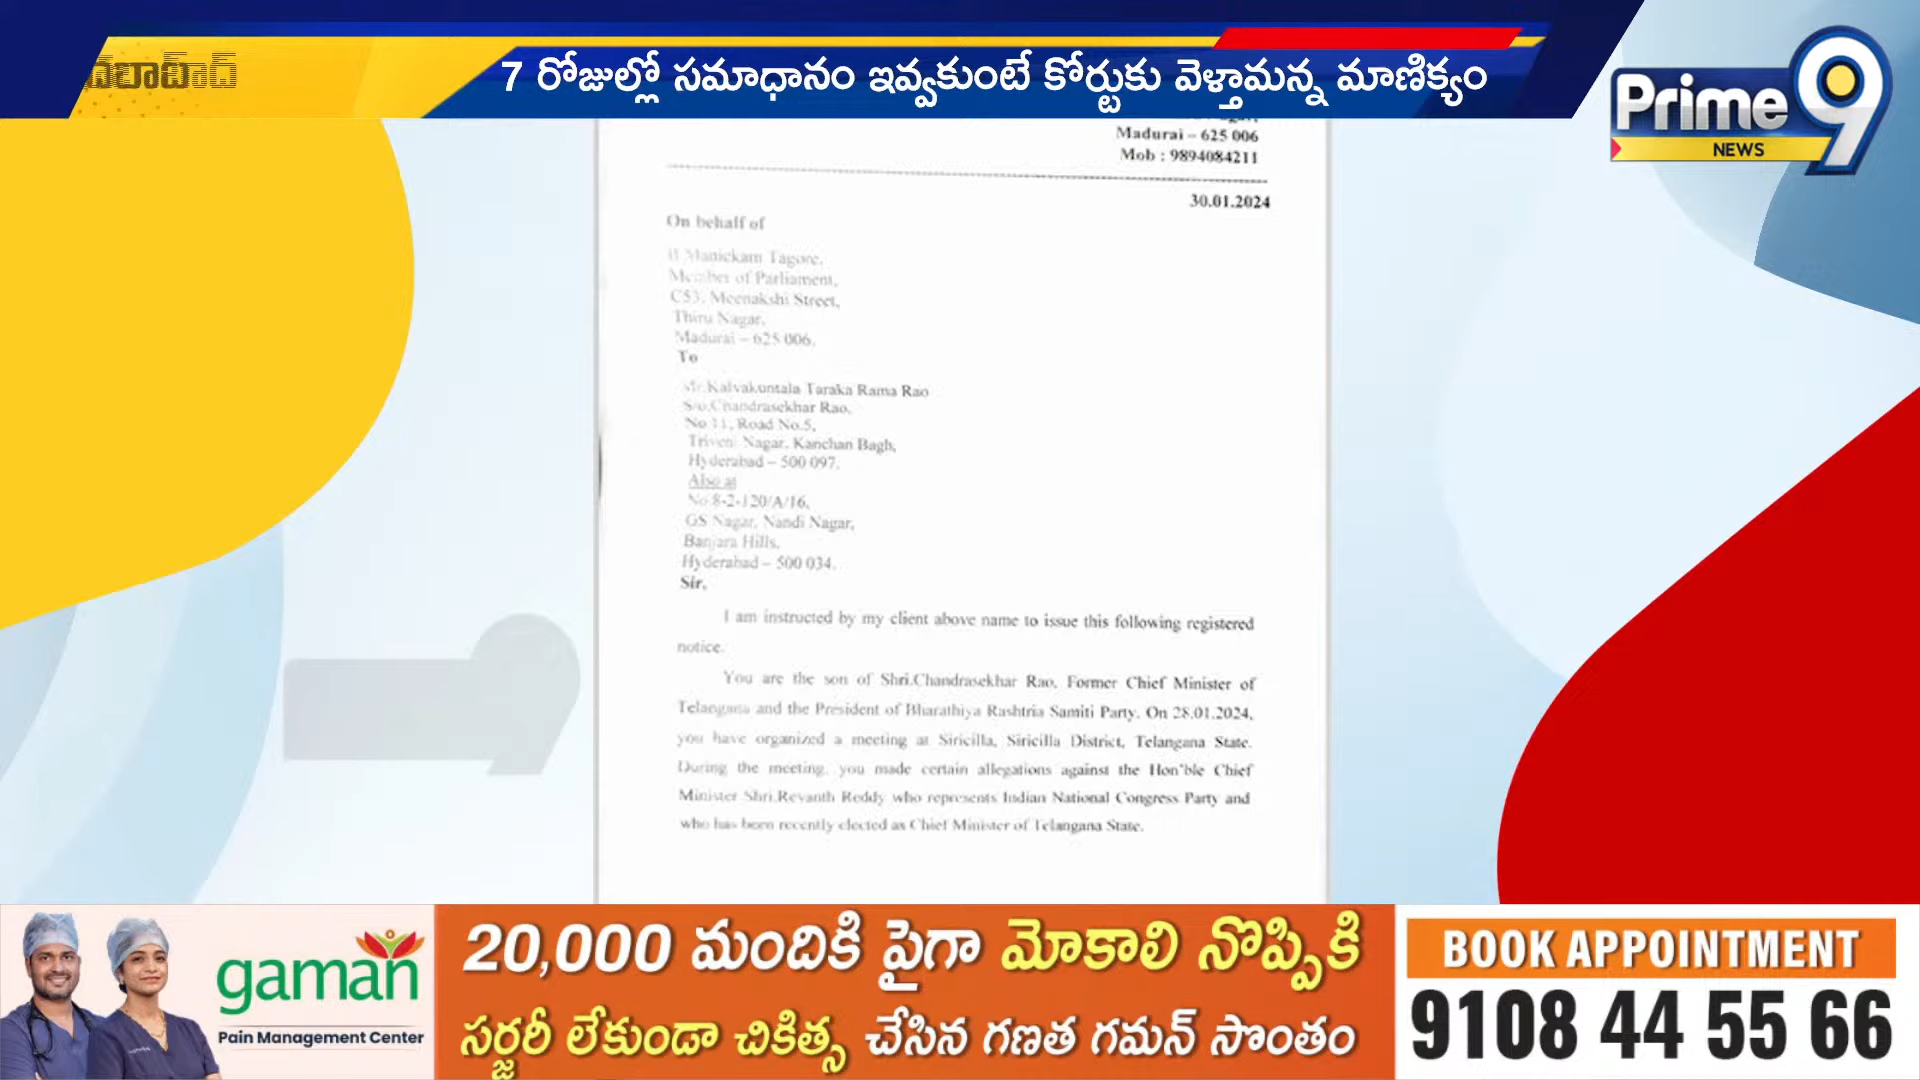 7 రోజుల్లో సమాధానం ఇవ్వకుంటే కోర్టుకు వెళ్తామన్న మాణిక్యం
Prime9
NEWS
Madurai – 625 006
Mob : 9894084211
30.01.2024
On behalf of
Manickam Tagore,
Member of Parliament,
C53, Meenakshi Street,
Thiru Nagar,
Madurai – 625 006.
To
Mr.Kalvakuntala Taraka Rama Rao
S/o.Chandrasekhar Rao,
No.11, Road No.5,
Triveni Nagar, Kanchan Bagh,
Hyderabad – 500 097.
Also at
No.8-2-120/A/16,
GS Nagar, Nandi Nagar,
Banjara Hills,
Hyderabad – 500 034.
Sir,
I am instructed by my client above name to issue this following registered
notice.
You are the son of Shri.Chandrasekhar Rao, Former Chief Minister of
Telangana and the President of Bharathiya Rashtria Samiti Party. On 28.01.2024,
you have organized a meeting at Siricilla, Siricilla District, Telangana State.
During the meeting, you made certain allegations against the Hon'ble Chief
Minister Shri.Revanth Reddy who represents Indian National Congress Party and
who has been recently elected as Chief Minister of Telangana State.
gaman
Pain Management Center
20,000 మందికి పైగా మోకాలి నొప్పికి
సర్జరీ లేకుండా చికిత్స చేసిన గణత గమన్ సొంతం
BOOK APPOINTMENT
9108 44 55 66